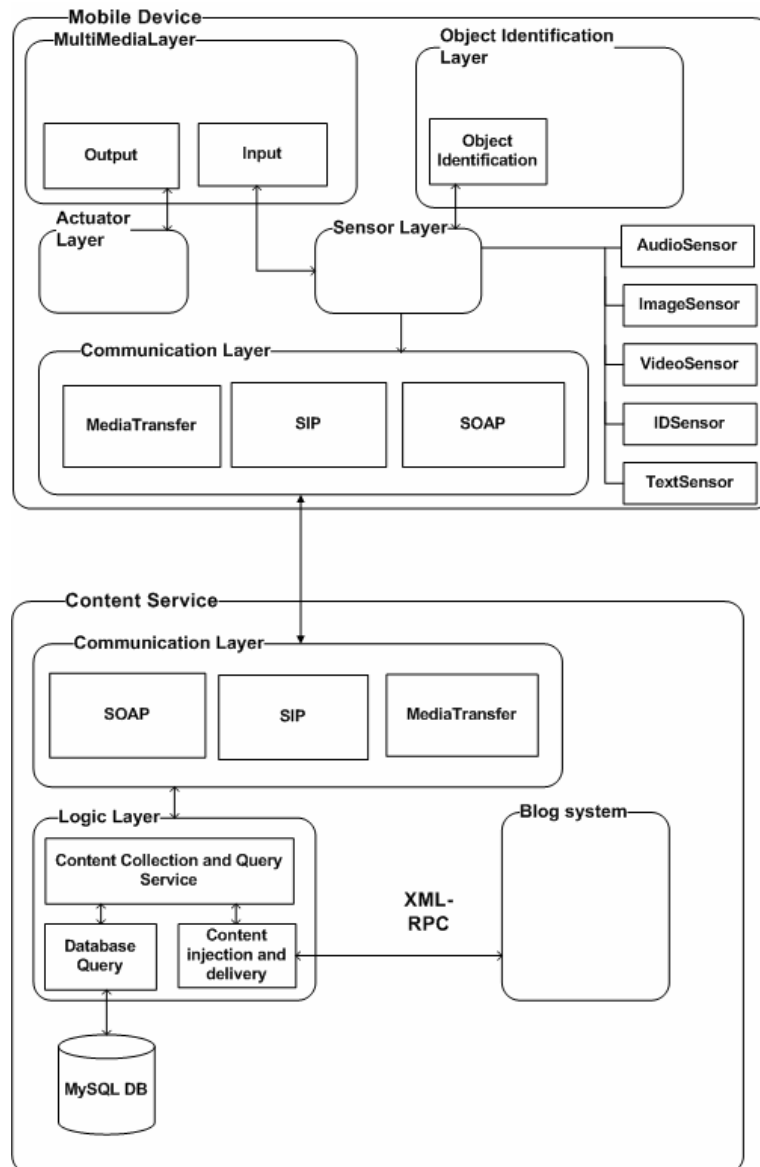 Mobile Device
MultiMediaLayer
Object Identification
Layer
Output
Input
Object
Identification
Actuator
Layer
Sensor Layer
AudioSensor
ImageSensor
VideoSensor
IDSensor
TextSensor
Communication Layer
MediaTransfer
SIP
SOAP
Content Service
Communication Layer
SOAP
SIP
MediaTransfer
Logic Layer
Content Collection and Query
Service
Database
Query
Content
injection and
delivery
XML-
RPC
Blog system
MySQL DB